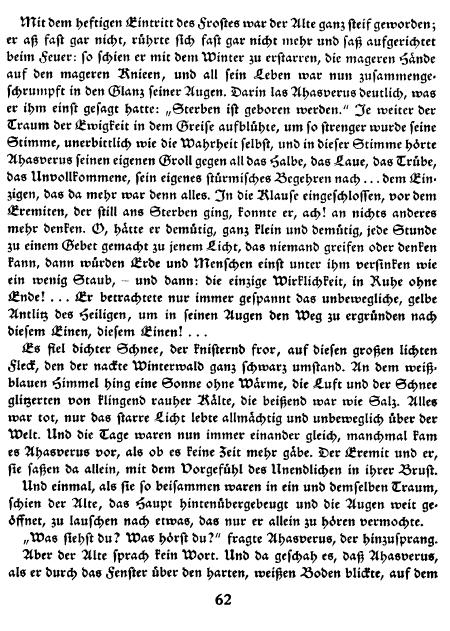 Mit dem heftigen Eintritt des Frostes war der Alte ganz steif geworden;
er aß fast gar nicht, rührte sich fast gar nicht mehr und saß aufgerichtet
beim Feuer: so schien er mit dem Winter zu erstarren, die mageren Hände
auf den mageren Knieen, und all sein Leben war nun zusammenge-
schrumpft in den Glanz seiner Augen. Darin las Ahasverus deutlich, was
er ihm einst gesagt hatte: „Sterben ist geboren werden.“ Je weiter der
Traum der Ewigkeit in dem Greise aufblühte, um so strenger wurde seine
Stimme, unerbittlich wie die Wahrheit selbst, und in dieser Stimme hörte
Ahasverus seinen eigenen Groll gegen all das Halbe, das Laue, das Trübe,
das Unvollkommene, sein eigenes stürmisches Begehren nach... dem Ein-
zigen, das da mehr war denn alles. In die Klause eingeschlossen, vor dem
Eremiten, der still ans Sterben ging, konnte er, ach! an nichts anderes
mehr denken. O, hätte er demütig, ganz klein und demütig, jede Stunde
zu einem Gebet gemacht zu jenem Licht, das niemand greifen oder denken
kann, dann würden Erde und Menschen einst unter ihm versinken wie
ein wenig Staub, – und dann: die einzige Wirklichkeit, in Ruhe ohne
Ende! ... Er betrachtete nur immer gespannt das unbewegliche, gelbe
Antlitz des Heiligen, um in seinen Augen den Weg zu ergründen nach
diesem Einen, diesem Einen! ...
Es fiel dichter Schnee, der knisternd fror, auf diesen großen lichten
Fleck, den der nackte Winterwald ganz schwarz umstand. An dem weiß-
blauen Himmel hing eine Sonne ohne Wärme, die Luft und der Schnee
glitzerten von klingend rauher Kälte, die beißend war wie Salz. Alles
war tot, nur das starre Licht lebte allmächtig und unbeweglich über der
Welt. Und die Tage waren nun immer einander gleich, manchmal kam
es Ahasverus vor, als ob es keine Zeit mehr gäbe. Der Eremit und er,
sie saßen da allein, mit dem Vorgefühl des Unendlichen in ihrer Brust.
Und einmal, als sie so beisammen waren in ein und demselben Traum,
schien der Alte, das Haupt hintenübergebeugt und die Augen weit ge-
öffnet, zu lauschen nach etwas, das nur er allein zu hören vermochte.
„Was siehst du? Was hörst du?“ fragte Ahasverus, der hinzusprang.
Aber der Alte sprach kein Wort. Und da geschah es, daß Ahasverus,
als er durch das Fenster über den harten, weißen Boden blickte, auf dem
62